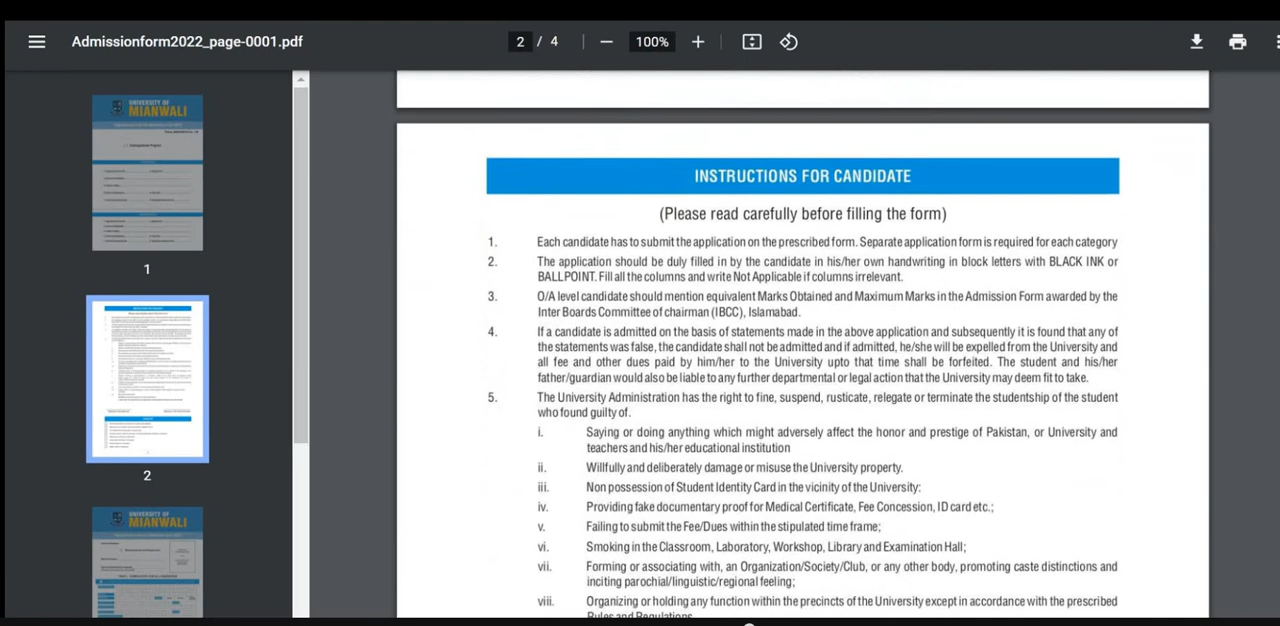 Admissionform2022_page-0001.pdf
2 / 4
100%
UNIVERSITY OF
MIANWALI
1
2
UNIVERSITY OF
MIANWALI
INSTRUCTIONS FOR CANDIDATE
(Please read carefully before filling the form)
1. Each candidate has to submit the application on the prescribed form. Separate application form is required for each category
2. The application should be duly filled in by the candidate in his/her own handwriting in block letters with BLACK INK or
BALLPOINT. Fill all the columns and write Not Applicable if columns irrelevant.
3. O/A level candidate should mention equivalent Marks Obtained and Maximum Marks in the Admission Form awarded by the
Inter Boards Committee of chairman (IBCC), Islamabad.
4. If a candidate is admitted on the basis of statements made in the above application and subsequently it is found that any of
the statements was false, the candidate shall not be admitted and if admitted, he/she will be expelled from the University and
all fee and other dues paid by him/her to the University into that time shall be forfeited. The student and his/her
father/guardian would also be liable to any further departmental or legal action that the University may deem fit to take.
5. The University Administration has the right to fine, suspend, rusticate, relegate or terminate the studentship of the student
who found guilty of.
i. Saying or doing anything which might adversely effect the honor and prestige of Pakistan, or University and
teachers and his/her educational institution
ii. Willfully and deliberately damage or misuse the University property.
iii. Non possession of Student Identity Card in the vicinity of the University:
iv. Providing fake documentary proof for Medical Certificate, Fee Concession, ID card etc.;
v. Failing to submit the Fee/Dues within the stipulated time frame;
vi. Smoking in the Classroom, Laboratory, Workshop, Library and Examination Hall;
vii. Forming or associating with, an Organization/Society/Club, or any other body, promoting caste distinctions and
inciting parochial/linguistic/regional feeling;
viii. Organizing or holding any function within the precincts of the University except in accordance with the prescribed
Rules and Regulations